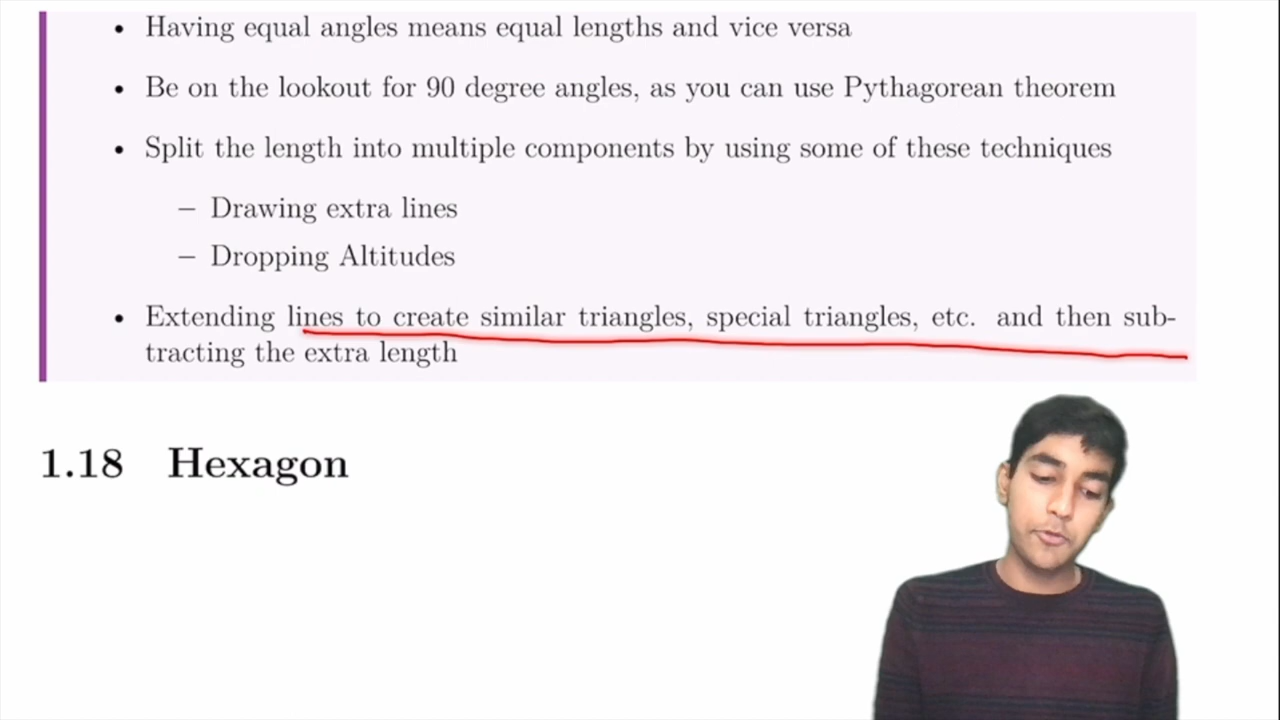 • Having equal angles means equal lengths and vice versa
• Be on the lookout for 90 degree angles, as you can use Pythagorean theorem
• Split the length into multiple components by using some of these techniques
– Drawing extra lines
– Dropping Altitudes
• Extending lines to create similar triangles, special triangles, etc. and then sub-
tracting the extra length
1.18 Hexagon